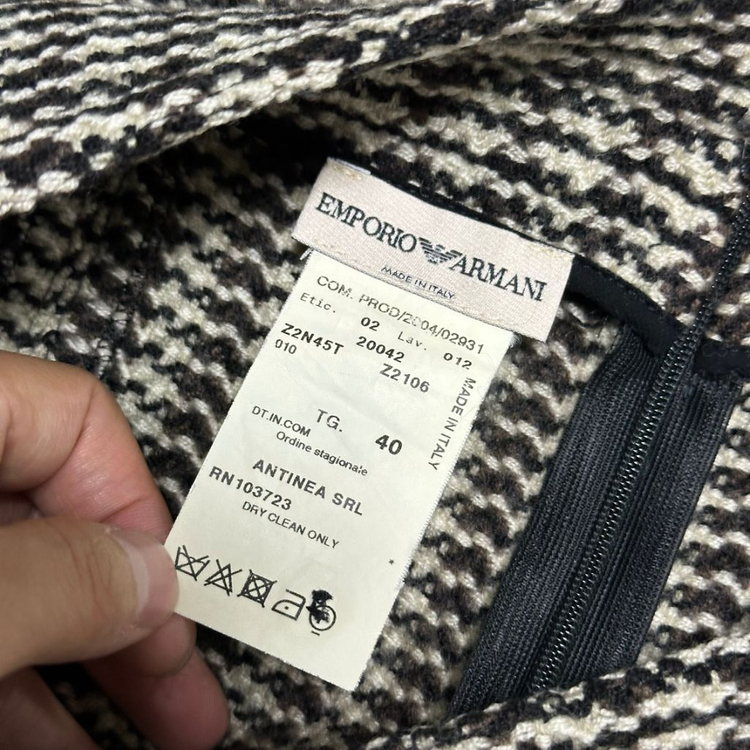 EMPORIO ARMANI
MADE IN ITALY
COM. PROD/2004/02931
Etic. 02 Lav. 012
Z2N45T 20042
010 Z2106
MADE IN ITALY
TG. 40
DT.IN.COM
Ordine stagionale
ANTINEA SRL
RN103723
DRY CLEAN ONLY